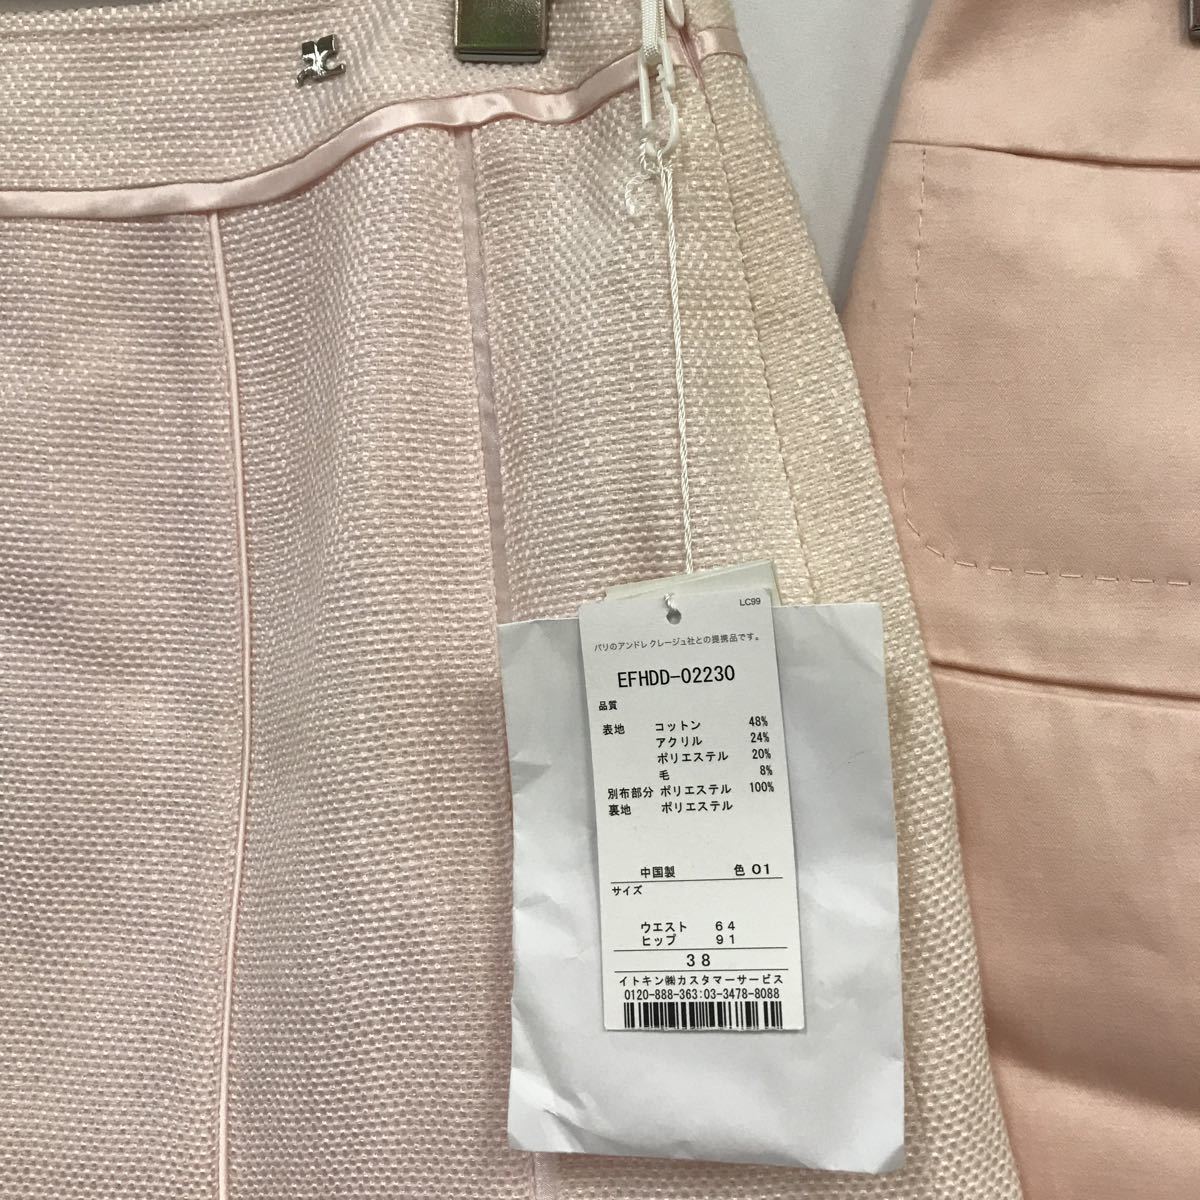 LC99
パリのアンドレ クレージュ社との提携品です。
EFHDD-02230
品質
表地 コットン 48%
アクリル 24%
ポリエステル 20%
毛 8%
別布部分 ポリエステル 100%
裏地 ポリエステル
中国製 色 01
サイズ
ウエスト 64
ヒップ 91
38
イトキン㈱カスタマーサービス
0120-888-363:03-3478-8088